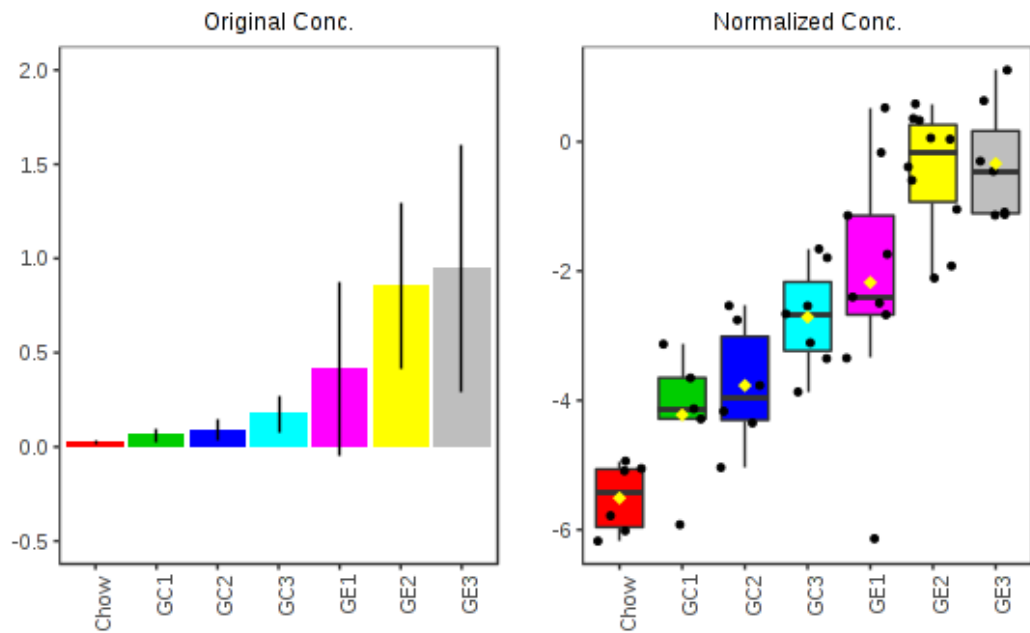 Original Conc.
2.0
1.5
1.0
0.5
0.0
-0.5
Chow
GC1
GC2
GC3
GE1
GE2
GE3
Normalized Conc.
0
-2
-4
-6
Chow
GC1
GC2
GC3
GE1
GE2
GE3